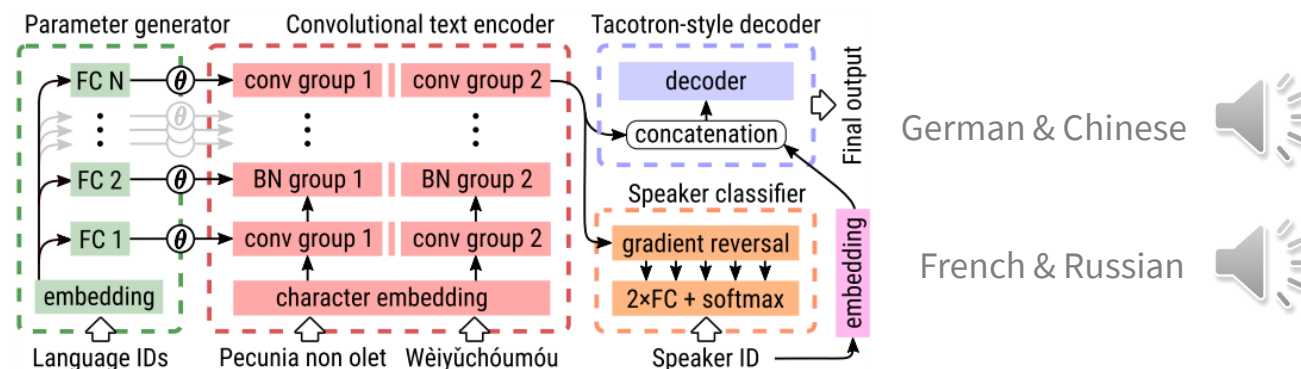 Parameter generator
Convolutional text encoder
Tacotron-style decoder
FC N
θ
conv group 1
conv group 2
decoder
concatenation
Final output
θ
FC 2
θ
BN group 1
BN group 2
FC 1
θ
conv group 1
conv group 2
embedding
character embedding
Language IDs
Pecunia non olet
Wèiyǔchóumóu
Speaker classifier
gradient reversal
2×FC + softmax
Speaker ID
embedding
German & Chinese
French & Russian